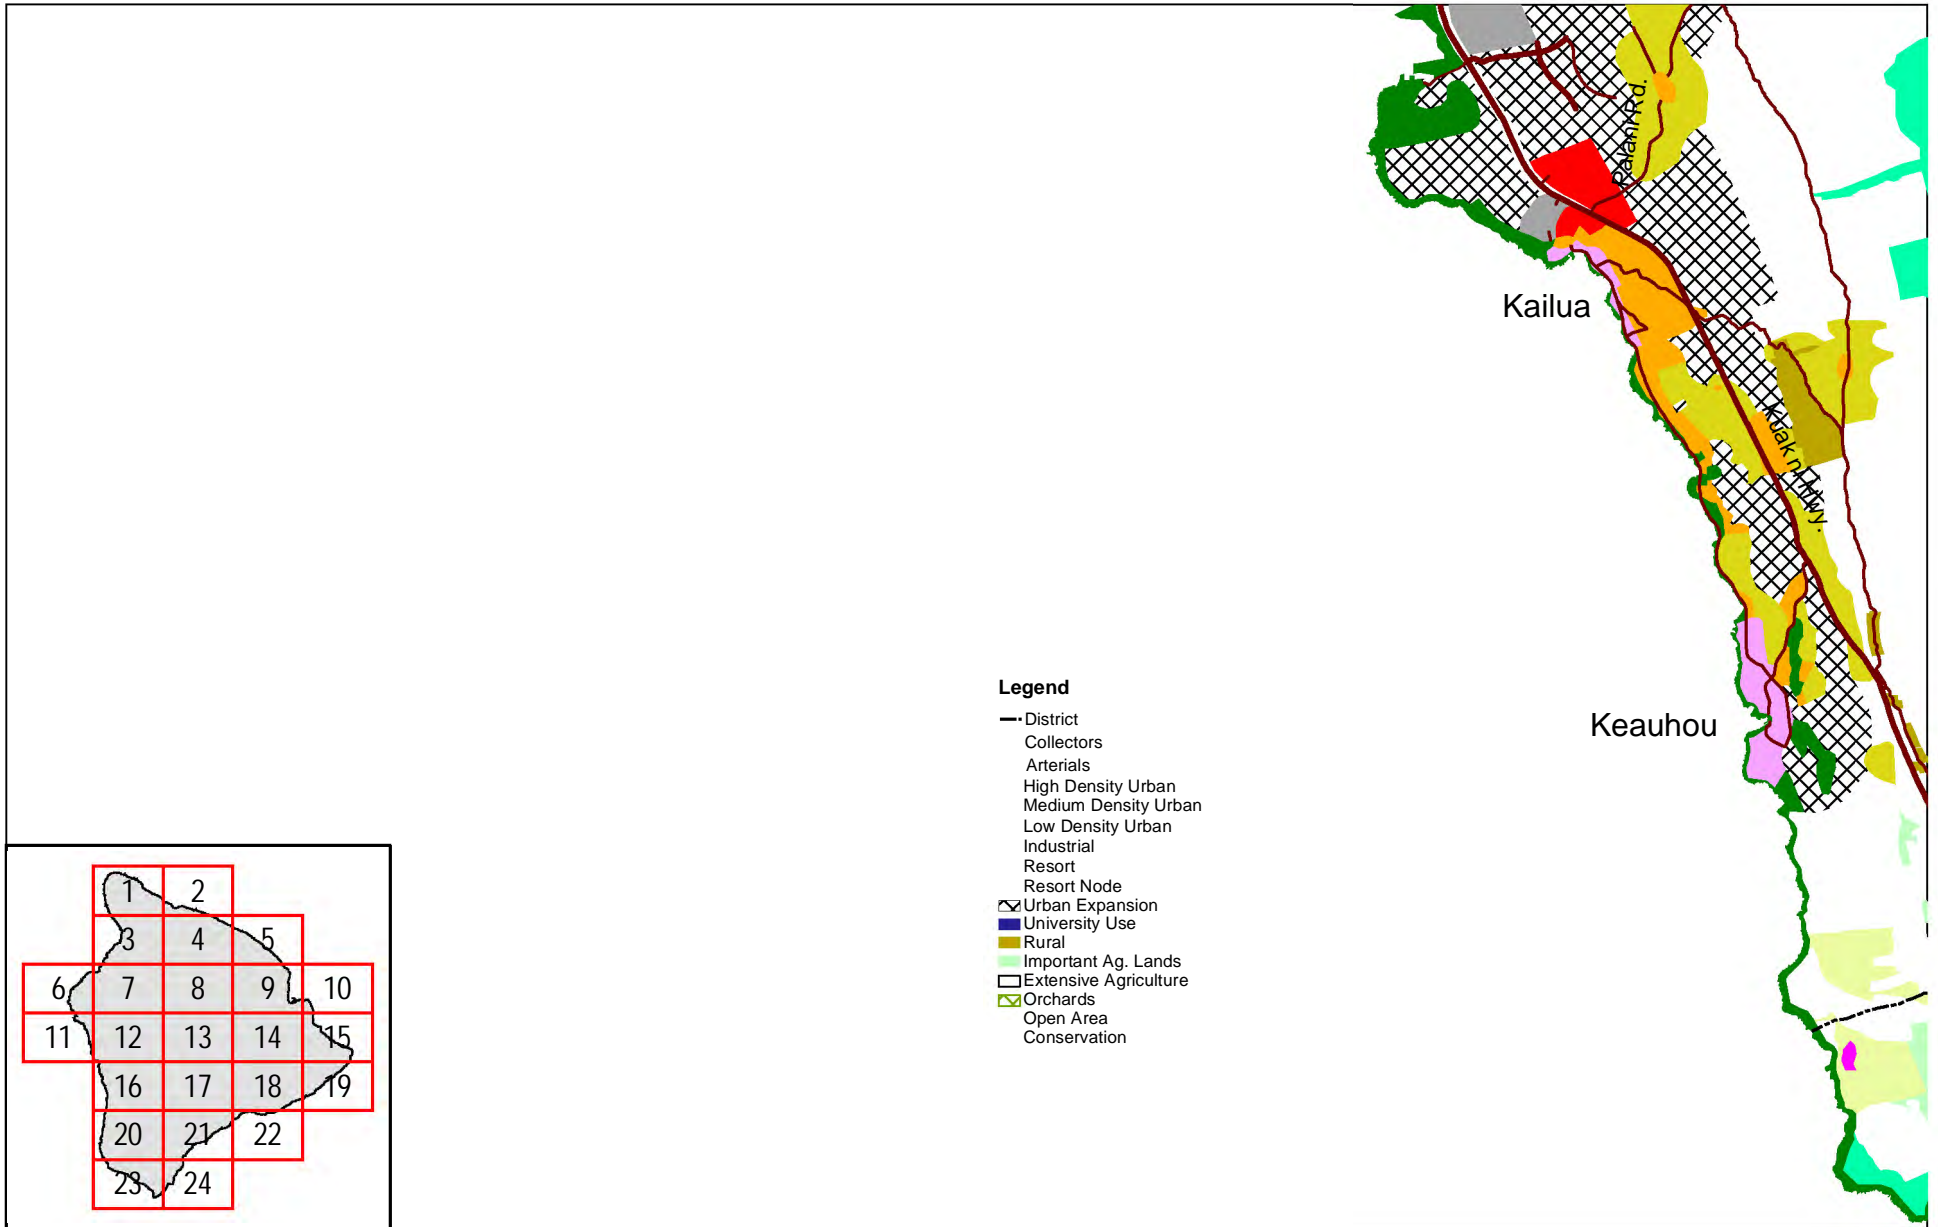 Palani Rd.
Kailua
Kuak n Hwy.
Legend
District
Collectors
Arterials
High Density Urban
Medium Density Urban
Low Density Urban
Industrial
Resort
Resort Node
Urban Expansion
University Use
Rural
Important Ag. Lands
Extensive Agriculture
Orchards
Open Area
Conservation
Keauhou
1 2
3 4 5
6 7 8 9 10
11 12 13 14 15
16 17 18 19
20 21 22
23 24